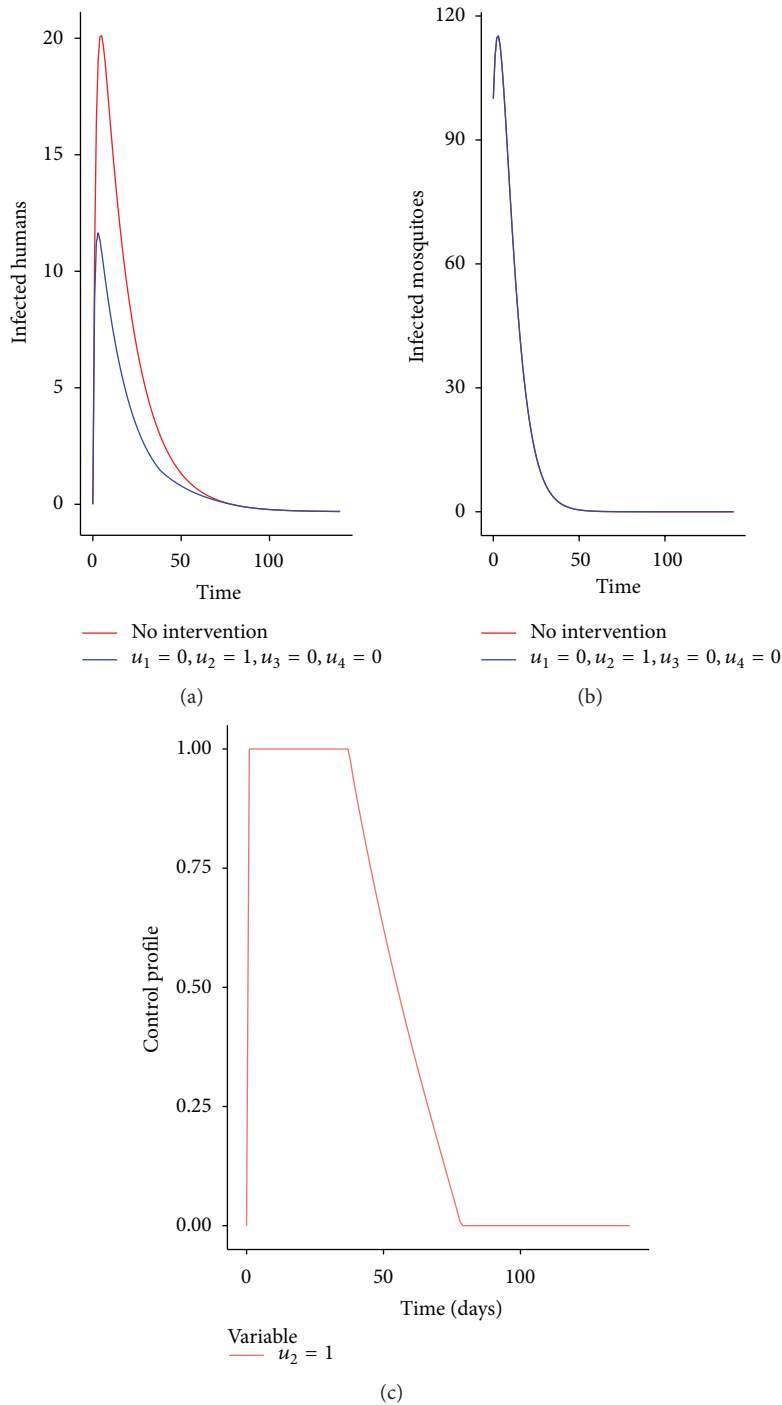 20
15
10
5
0
Infected humans
0 50 100
Time
No intervention
u₁ = 0, u₂ = 1, u₃ = 0, u₄ = 0
(a)
120
90
60
30
0
Infected mosquitoes
0 50 100
Time
No intervention
u₁ = 0, u₂ = 1, u₃ = 0, u₄ = 0
(b)
1.00
0.75
0.50
0.25
0.00
Control profile
0 50 100
Time (days)
Variable
u₂ = 1
(c)